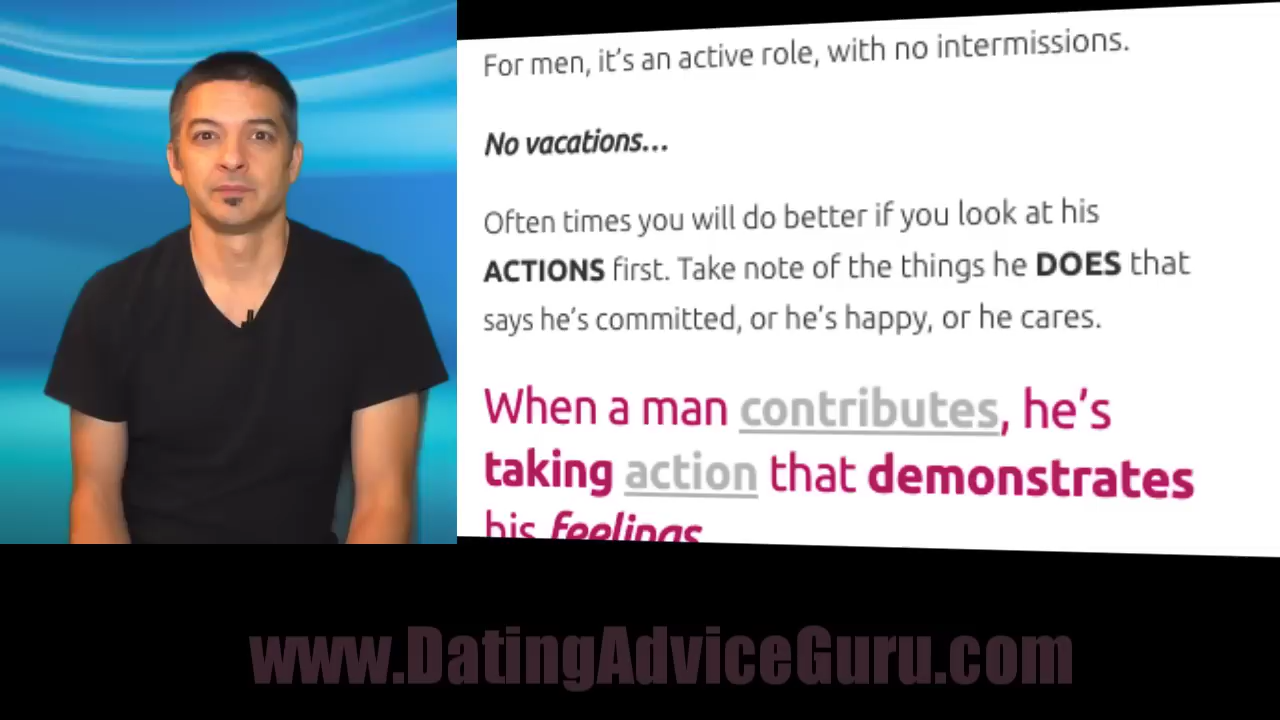 For men, it’s an active role, with no intermissions.
No vacations…
Often times you will do better if you look at his
ACTIONS first. Take note of the things he DOES that
says he’s committed, or he’s happy, or he cares.
When a man contributes, he’s
taking action that demonstrates
his feelings
www.DatingAdviceGuru.com